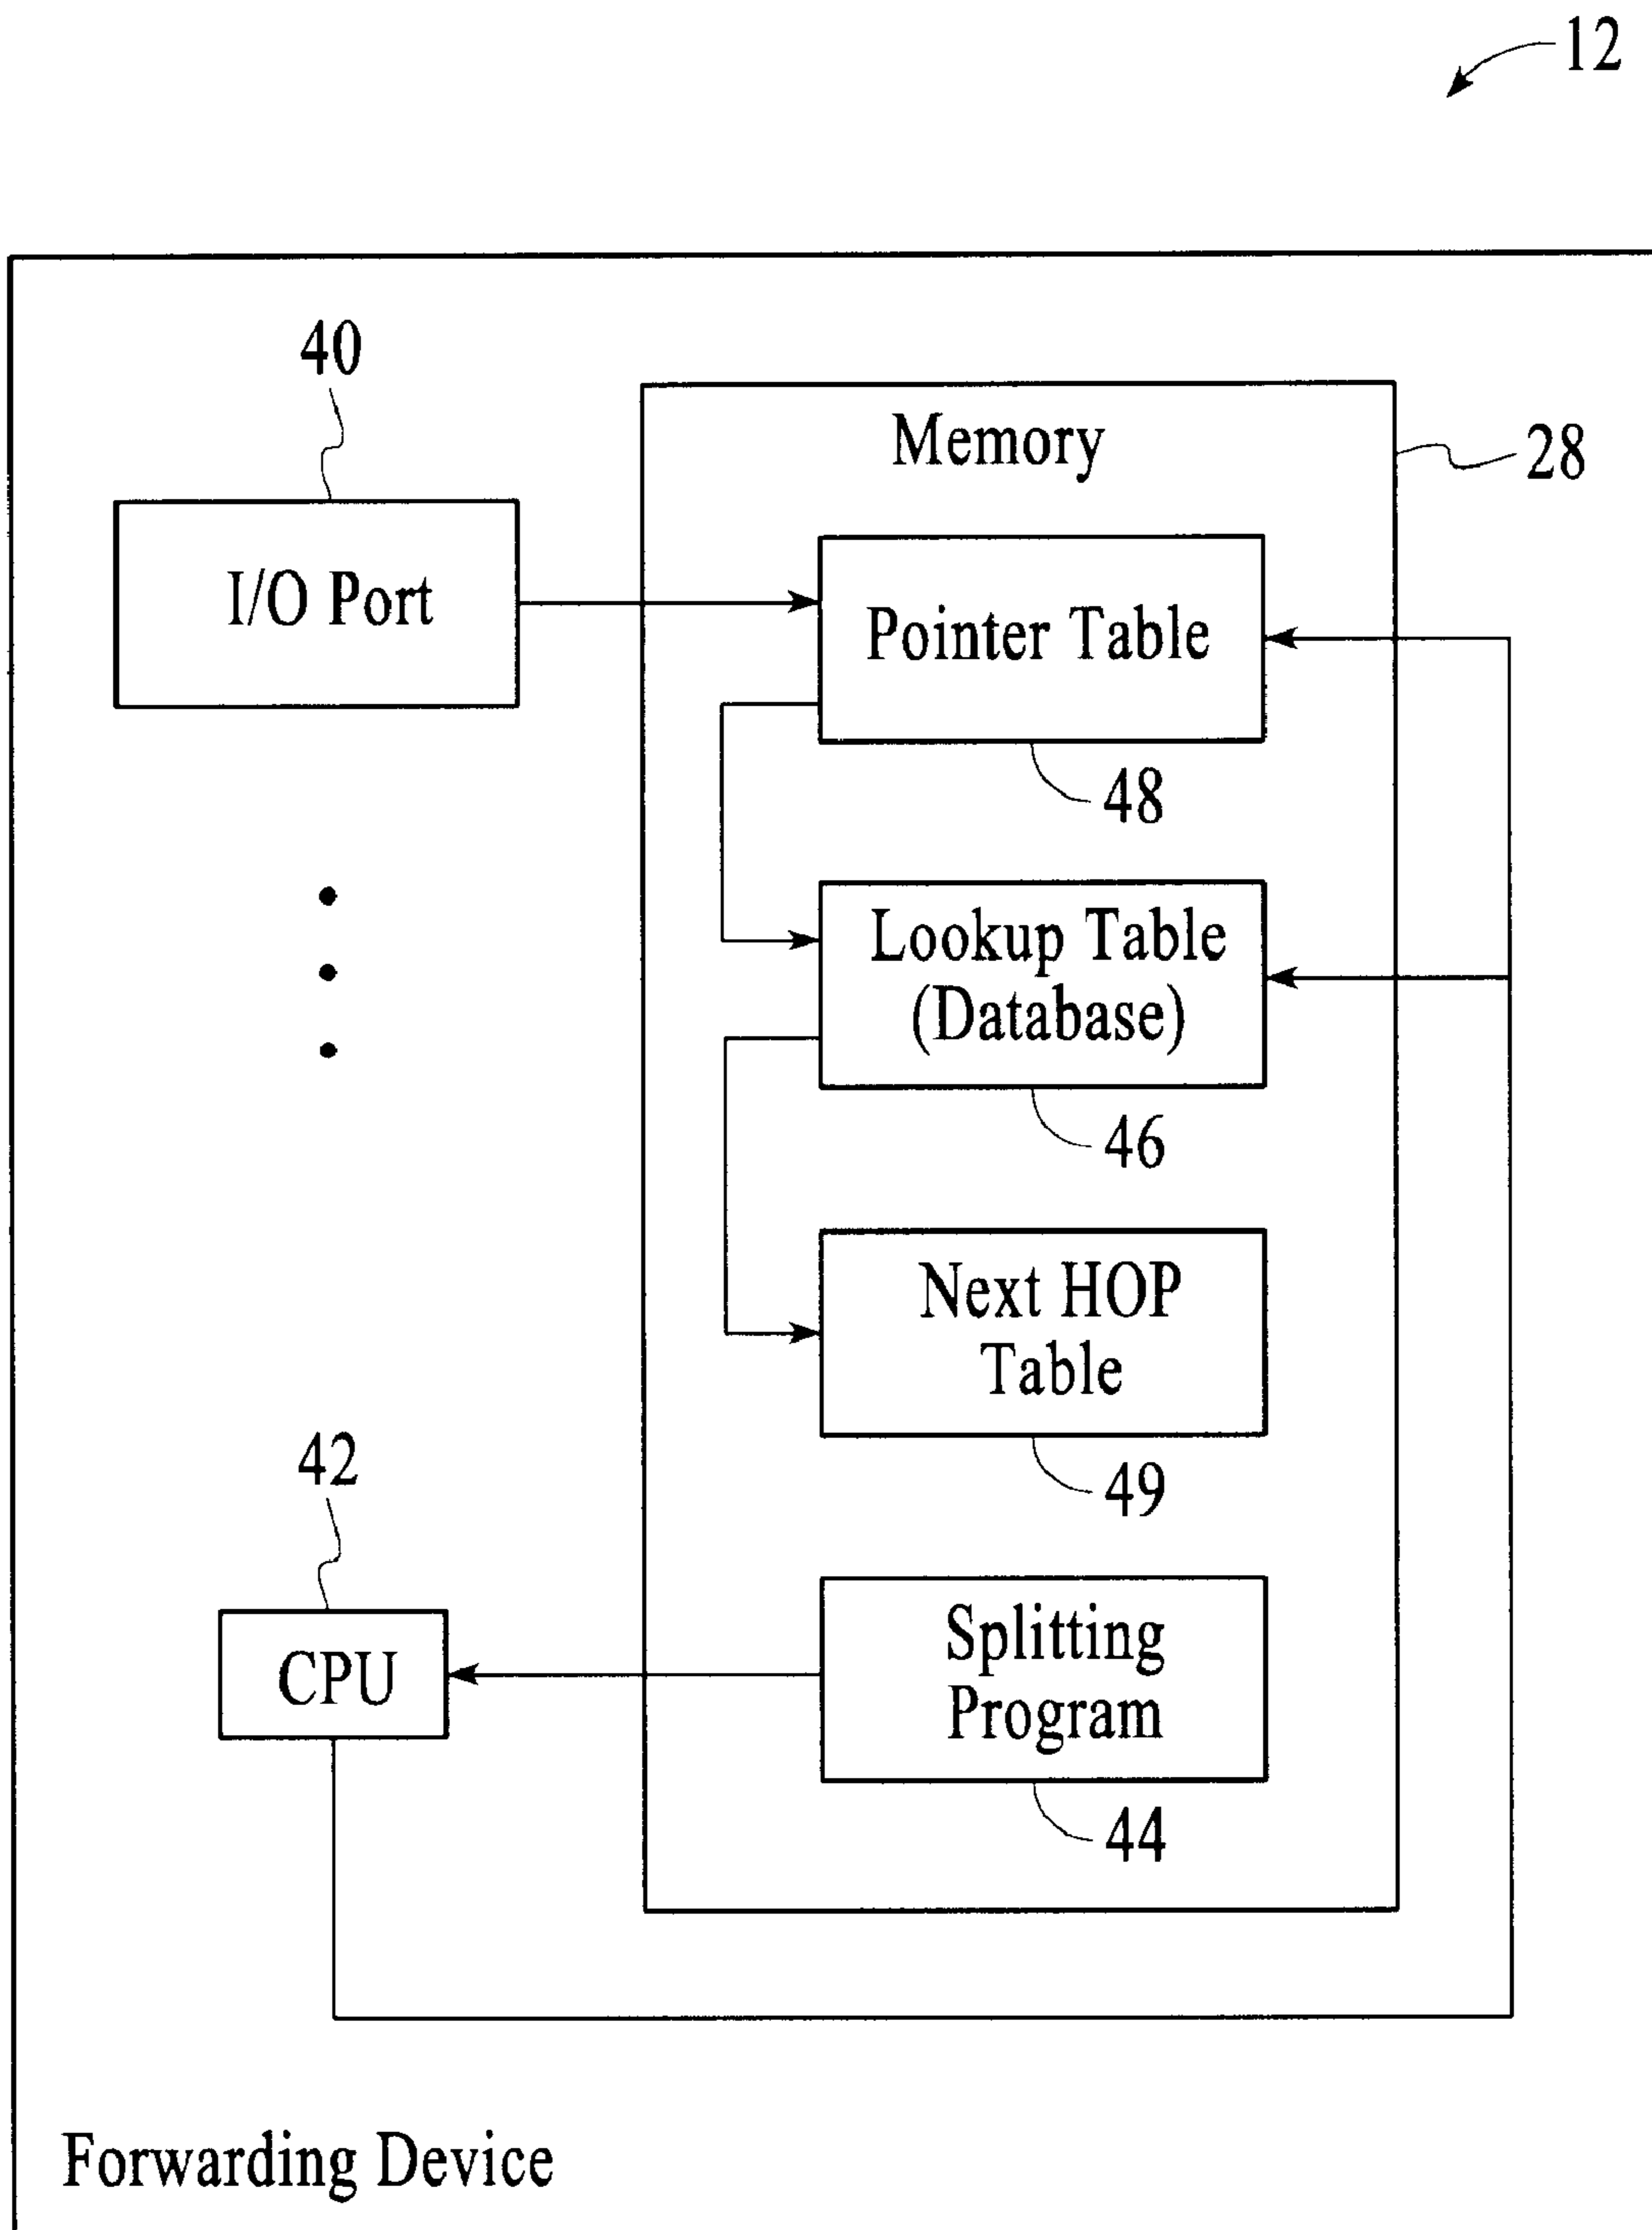 12
40
Memory
28
I/O Port
Pointer Table
48
Lookup Table
(Database)
46
Next HOP
Table
49
42
CPU
Splitting
Program
44
Forwarding Device